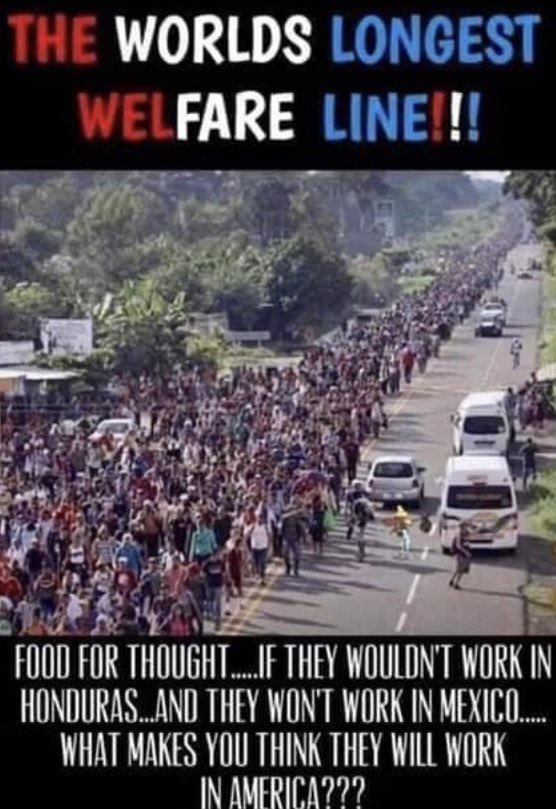 THE WORLDS LONGEST
WELFARE LINE!!!
FOOD FOR THOUGHT.....IF THEY WOULDN'T WORK IN
HONDURAS...AND THEY WON'T WORK IN MEXICO.....
WHAT MAKES YOU THINK THEY WILL WORK
IN AMERICA???